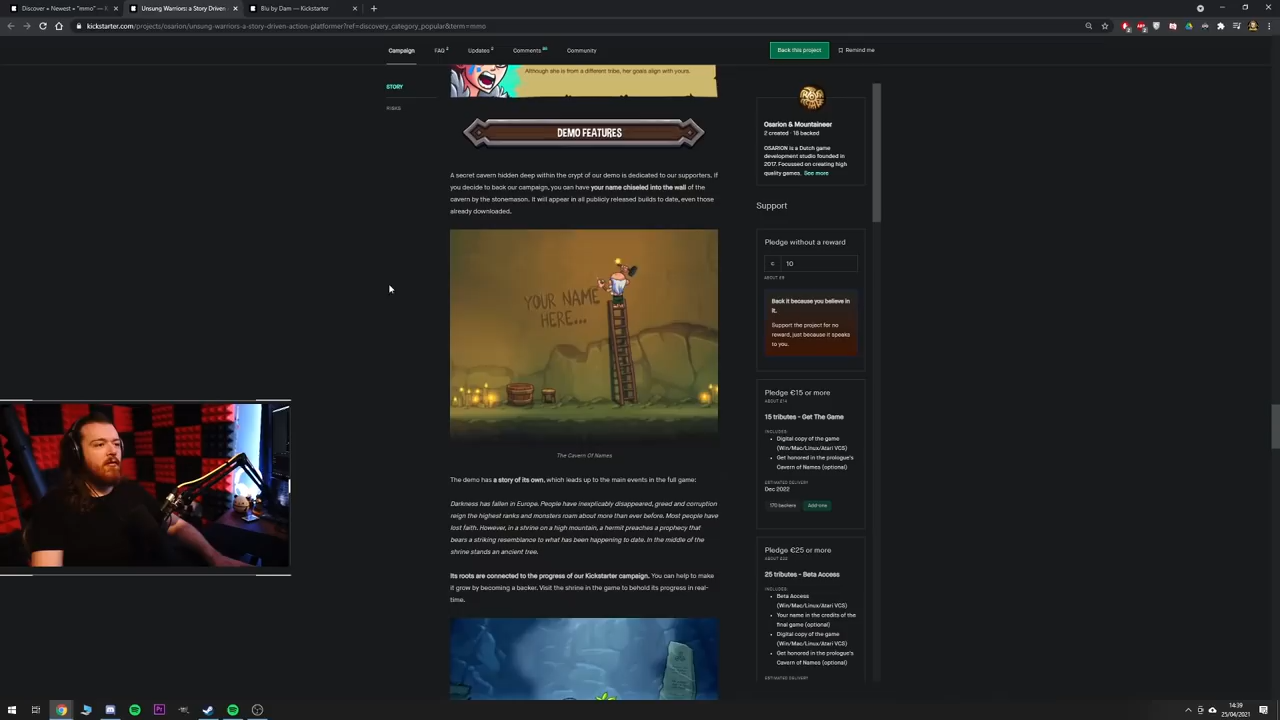 Discover » Newest » "mmo" — K
Unsung Warriors: a Story Driven
Blu by Dam — Kickstarter
kickstarter.com/projects/osarion/unsung-warriors-a-story-driven-action-platformer?ref=discovery_category_popular&term=mmo
Campaign
FAQ 2
Updates
Comments
Community
Back this project
Remind me
STORY
RISKS
Although she is from a different tribe, her goals align with yours.
DEMO FEATURES
A secret cavern hidden deep within the crypt of our demo is dedicated to our supporters. If
you decide to back our campaign, you can have your name chiseled into the wall of the
cavern by the stonemason. It will appear in all publicly released builds to date, even those
already downloaded.
YOUR NAME
HERE...
The Cavern Of Names
The demo has a story of its own, which leads up to the main events in the full game:
Darkness has fallen in Europe. People have inexplicably disappeared, greed and corruption
reign the highest ranks and monsters roam about more than ever before. Most people have
lost faith. However, in a shrine on a high mountain, a hermit preaches a prophecy that
bears a striking resemblance to what has been happening to date. In the middle of the
shrine stands an ancient tree.
Its roots are connected to the progress of our Kickstarter campaign. You can help to make
it grow by becoming a backer. Visit the shrine in the game to behold its progress in real-
time.
Osarion & Mountaineer
2 created · 18 backed
OSARION is a Dutch game
development studio founded in
2017. Focussed on creating high
quality games. See more
Support
Pledge without a reward
€ 10
Back it because you believe in
it.
Support the project for no
reward, just because it speaks
to you.
Pledge €15 or more
ABOUT £14
15 tributes - Get The Game
INCLUDES:
Digital copy of the game
(Win/Mac/Linux/Atari VCS)
Get honored in the prologue's
Cavern of Names (optional)
ESTIMATED DELIVERY
Dec 2022
170 backers
Add-ons
Pledge €25 or more
ABOUT £22
25 tributes - Beta Access
INCLUDES:
Beta Access
(Win/Mac/Linux/Atari VCS)
Your name in the credits of the
final game (optional)
Digital copy of the game
(Win/Mac/Linux/Atari VCS)
Get honored in the prologue's
Cavern of Names (optional)
ESTIMATED DELIVERY
14:39
25/04/2021